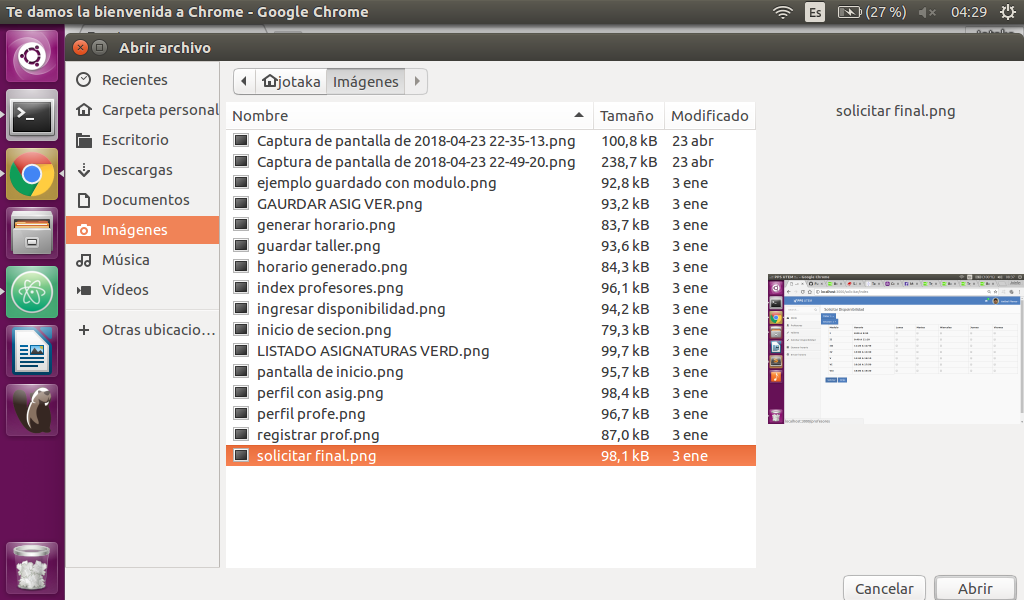 Te damos la bienvenida a Chrome - Google Chrome
Es
(27 %)
04:29
Abrir archivo
Recientes
Carpeta personal
Escritorio
Descargas
Documentos
Imágenes
Música
Vídeos
Otras ubicacio...
jotaka
Imágenes
Nombre Tamaño Modificado
Captura de pantalla de 2018-04-23 22-35-13.png 100,8 kB 23 abr
Captura de pantalla de 2018-04-23 22-49-20.png 238,7 kB 23 abr
ejemplo guardado con modulo.png 92,8 kB 3 ene
GAURDAR ASIG VER.png 93,2 kB 3 ene
generar horario.png 83,7 kB 3 ene
guardar taller.png 93,6 kB 3 ene
horario generado.png 84,3 kB 3 ene
index profesores.png 96,1 kB 3 ene
ingresar disponibilidad.png 94,2 kB 3 ene
inicio de secion.png 79,3 kB 3 ene
LISTADO ASIGNATURAS VERD.png 99,7 kB 3 ene
pantalla de inicio.png 95,7 kB 3 ene
perfil con asig.png 98,4 kB 3 ene
perfil profe.png 96,7 kB 3 ene
registrar prof.png 87,0 kB 3 ene
solicitar final.png 98,1 kB 3 ene
solicitar final.png
Solicitar Disponibilidad
Cancelar
Abrir